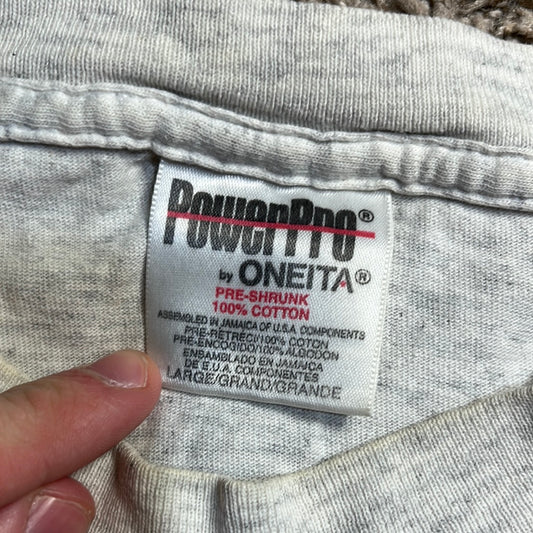 PowerPro®
by ONEITA®
PRE-SHRUNK
100% COTTON
ASSEMBLED IN JAMAICA OF U.S.A. COMPONENTS
PRE-RETRECI/100% COTON
PRE-ENCOGIDO/100% ALGODON
ENSAMBLADO EN JAMAICA
DE E.U.A. COMPONENTES
LARGE/GRAND/GRANDE